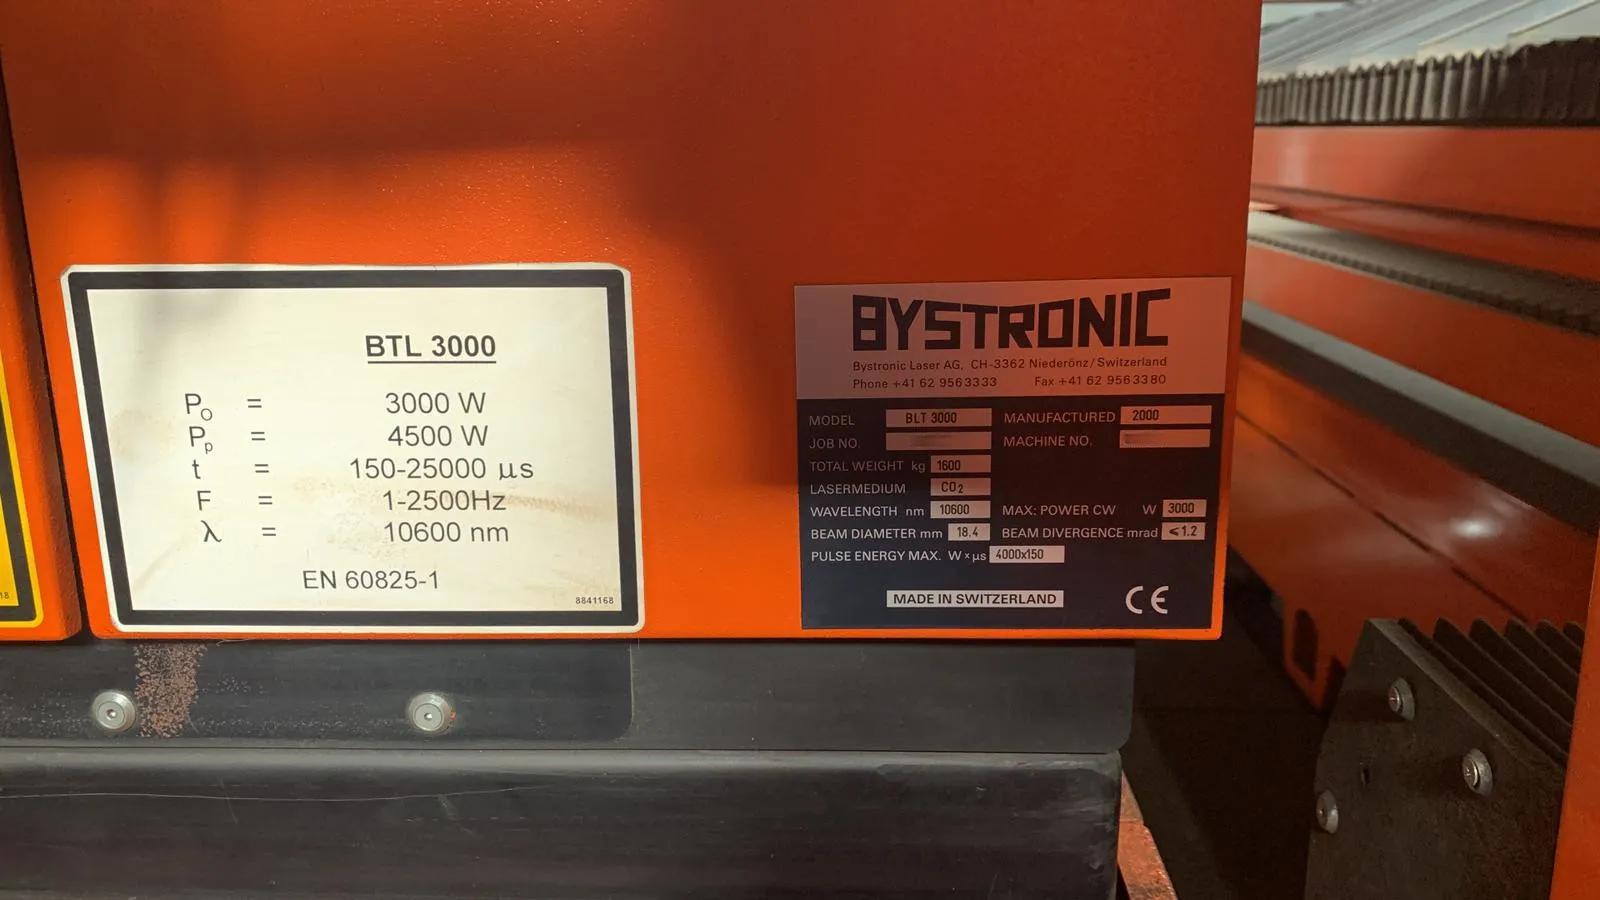 BTL 3000
P₀ = 3000 W
Pₚ = 4500 W
t = 150-25000 µs
F = 1-2500Hz
λ = 10600 nm
EN 60825-1
8841168
18
BYSTRONIC
Bystronic Laser AG, CH-3362 Niederönz/Switzerland
Phone +41 62 9563333 Fax +41 62 9563380
MODEL BLT 3000 MANUFACTURED 2000
JOB NO. MACHINE NO.
TOTAL WEIGHT kg 1600
LASERMEDIUM CO₂
WAVELENGTH nm 10600 MAX: POWER CW W 3000
BEAM DIAMETER mm 18.4 BEAM DIVERGENCE mrad ≤1.2
PULSE ENERGY MAX. W × µs 4000x150
MADE IN SWITZERLAND CE